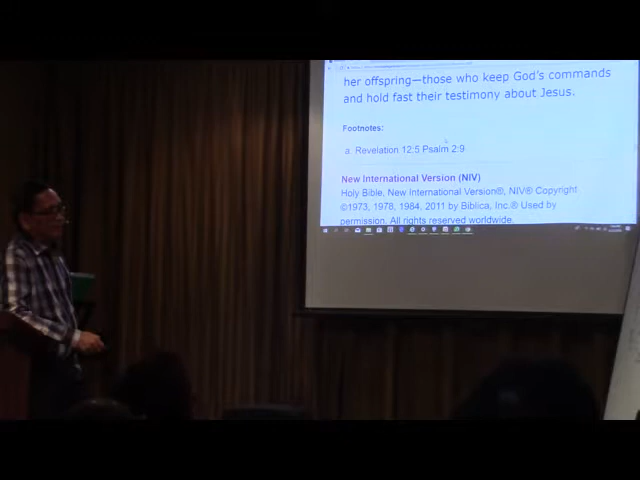 her offspring—those who keep God's commands
and hold fast their testimony about Jesus.
Footnotes:
a. Revelation 12:5 Psalm 2:9
New International Version (NIV)
Holy Bible, New International Version®, NIV® Copyright
©1973, 1978, 1984, 2011 by Biblica, Inc.® Used by
permission. All rights reserved worldwide.